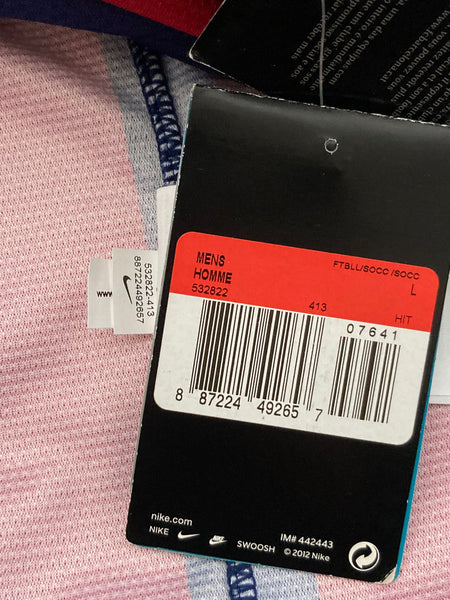 MENS
HOMME
532822
FTBLL/SOCC/SOCC
L
413
HIT
07641
8 87224 49265 7
532822-413
887224492657
www
nike.com
NIKE
SWOOSH
IM# 442443
© 2012 Nike